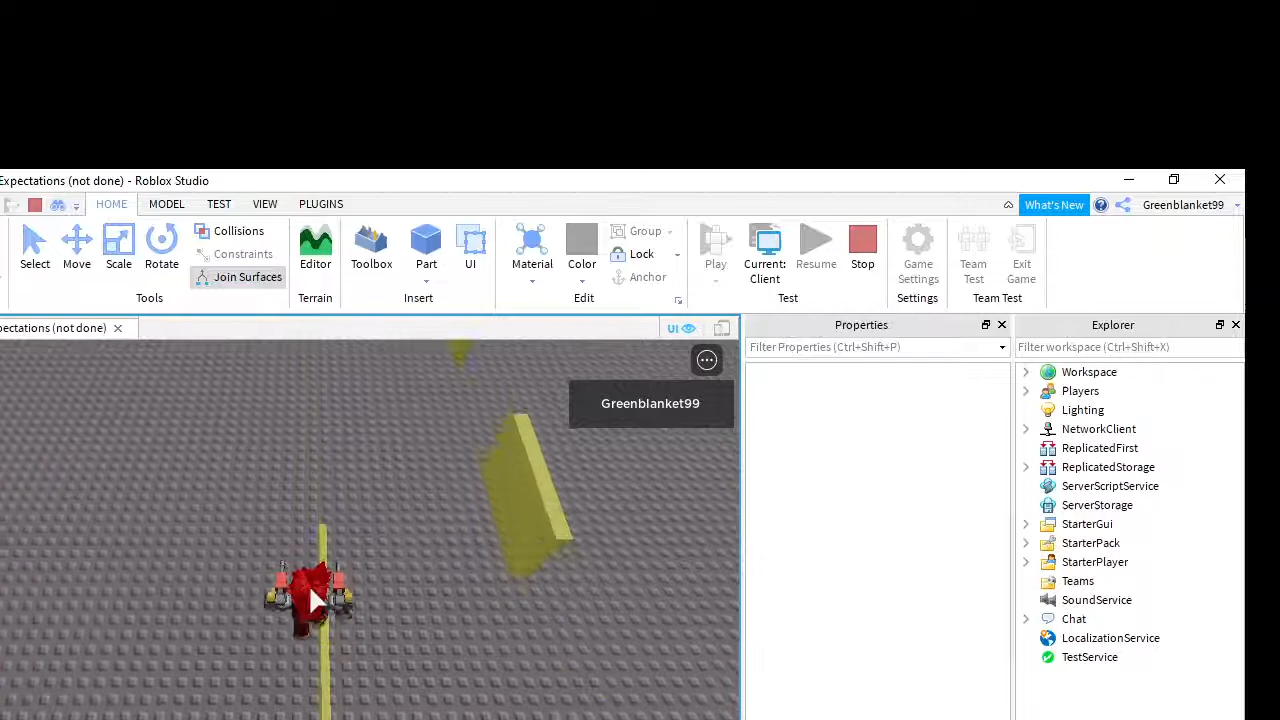 Expectations (not done) - Roblox Studio
HOME MODEL TEST VIEW PLUGINS What's New Greenblanket99
Select Move Scale Rotate Collisions Constraints Join Surfaces
Tools
Editor
Terrain
Toolbox Part UI
Insert
Material Color Group Lock Anchor
Edit
Play Current: Client Resume Stop
Test
Game Settings
Settings
Team Test Exit Game
Team Test
pectations (not done)
UI
Greenblanket99
Properties
Filter Properties (Ctrl+Shift+P)
Explorer
Filter workspace (Ctrl+Shift+X)
Workspace
Players
Lighting
NetworkClient
ReplicatedFirst
ReplicatedStorage
ServerScriptService
ServerStorage
StarterGui
StarterPack
StarterPlayer
Teams
SoundService
Chat
LocalizationService
TestService